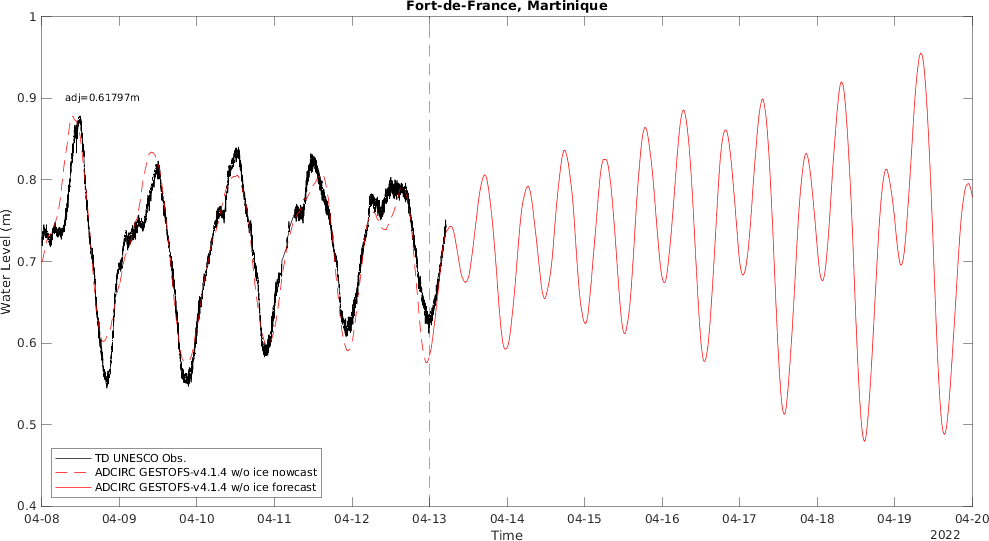 Fort-de-France, Martinique
1
adj=0.61797m
0.9
0.8
0.7
0.6
0.5
0.4
Water Level (m)
TD UNESCO Obs.
ADCIRC GESTOFS-v4.1.4 w/o ice nowcast
ADCIRC GESTOFS-v4.1.4 w/o ice forecast
04-08 04-09 04-10 04-11 04-12 04-13 04-14 04-15 04-16 04-17 04-18 04-19 04-20
Time
2022